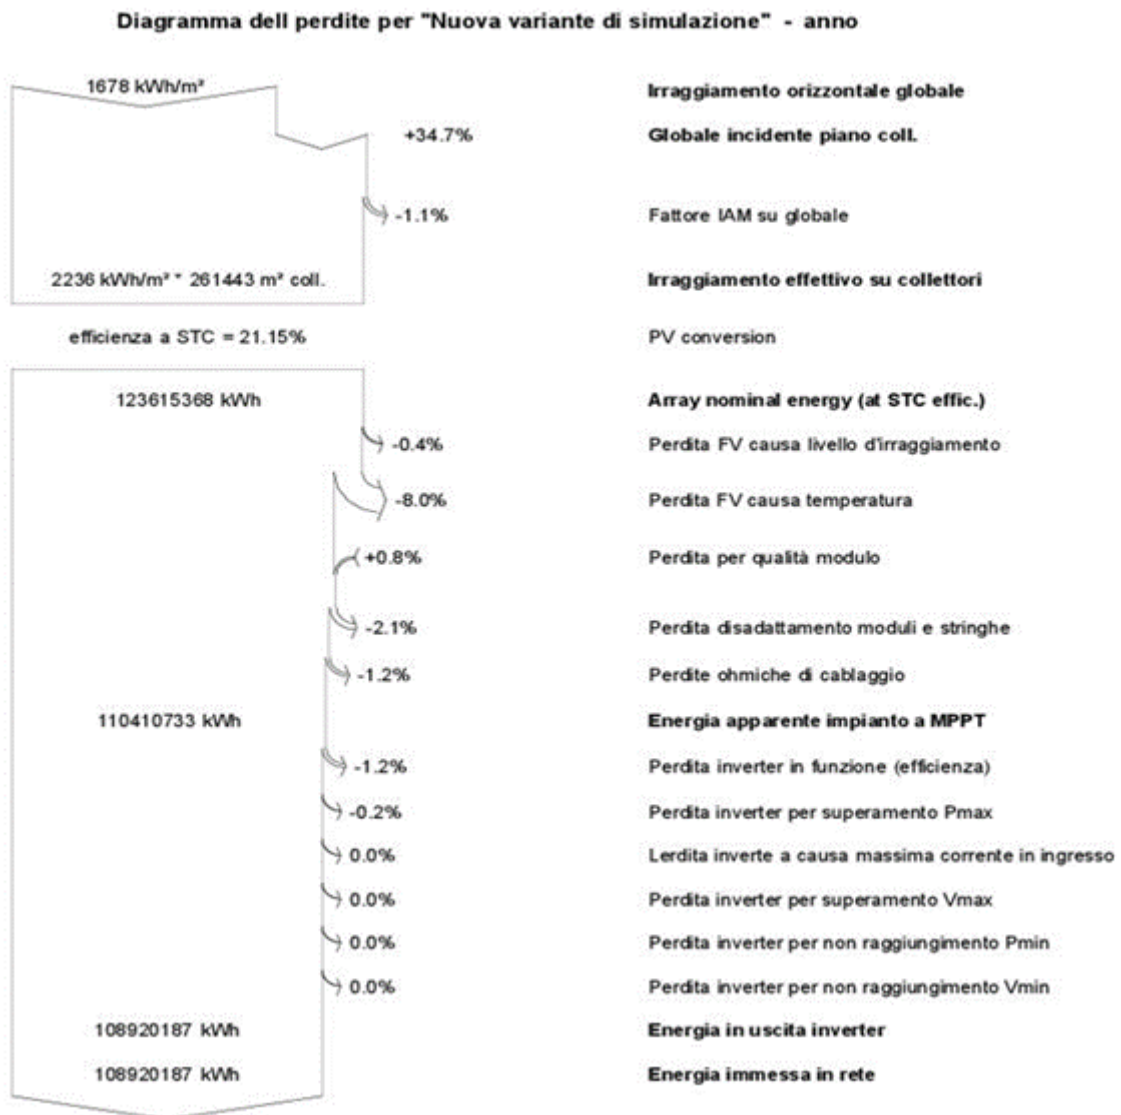 Diagramma dell perdite per "Nuova variante di simulazione" - anno
1678 kWh/m² Irraggiamento orizzontale globale
+34.7% Globale incidente piano coll.
-1.1% Fattore IAM su globale
2236 kWh/m² * 261443 m² coll. Irraggiamento effettivo su collettori
efficienza a STC = 21.15% PV conversion
123615368 kWh Array nominal energy (at STC effic.)
-0.4% Perdita FV causa livello d'irraggiamento
-8.0% Perdita FV causa temperatura
+0.8% Perdita per qualità modulo
-2.1% Perdita disadattamento moduli e stringhe
-1.2% Perdite ohmiche di cablaggio
110410733 kWh Energia apparente impianto a MPPT
-1.2% Perdita inverter in funzione (efficienza)
-0.2% Perdita inverter per superamento Pmax
0.0% Lerdita inverte a causa massima corrente in ingresso
0.0% Perdita inverter per superamento Vmax
0.0% Perdita inverter per non raggiungimento Pmin
0.0% Perdita inverter per non raggiungimento Vmin
108920187 kWh Energia in uscita inverter
108920187 kWh Energia immessa in rete